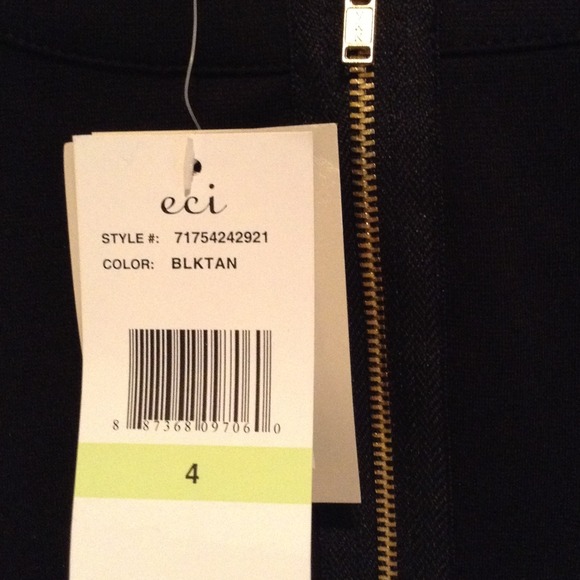 eci
STYLE #: 71754242921
COLOR: BLKTAN
8 87368 09706 0
4